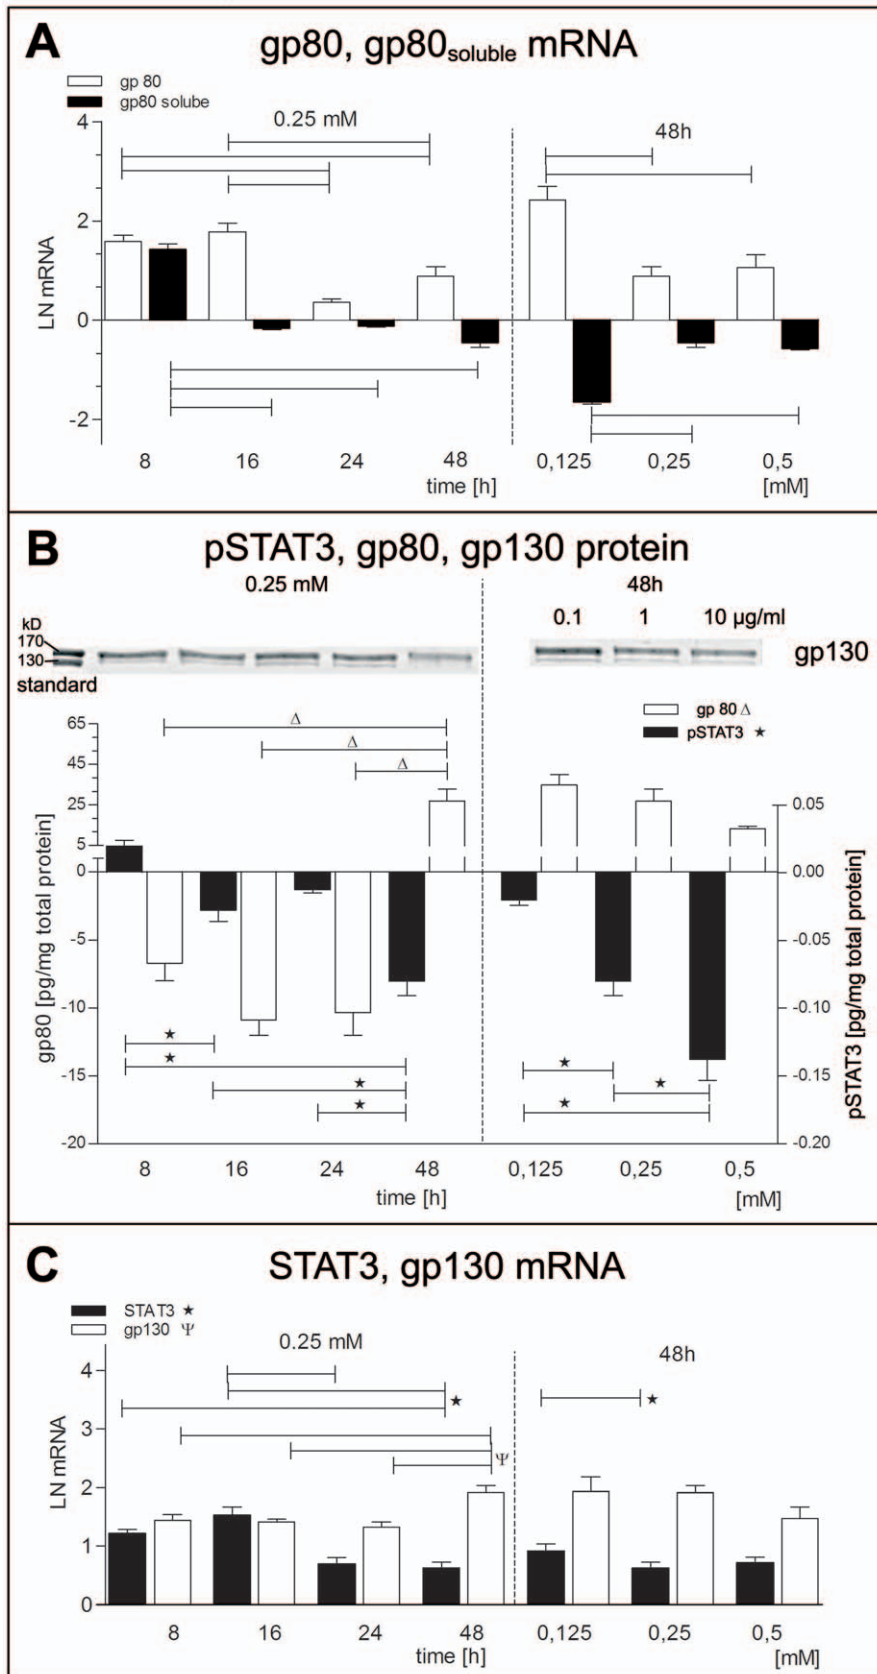 A
gp80, gp80soluble mRNA
gp 80
gp80 solube
0.25 mM
48h
LN mRNA
4
2
0
-2
8 16 24 48 0,125 0,25 0,5
time [h] [mM]
B
pSTAT3, gp80, gp130 protein
0.25 mM 48h
kD
170
130
standard
0.1 1 10 µg/ml
gp130
gp 80 Δ
pSTAT3 ★
Δ
Δ
Δ
gp80 [pg/mg total protein]
65
45
25
5
0
-5
-10
-15
-20
pSTAT3 [pg/mg total protein]
0.05
0.00
-0.05
-0.10
-0.15
-0.20
★
★
★
★
★
★
★
8 16 24 48 0,125 0,25 0,5
time [h] [mM]
C
STAT3, gp130 mRNA
STAT3 ★
gp130 Ψ
0.25 mM
48h
★
★
Ψ
LN mRNA
4
3
2
1
0
8 16 24 48 0,125 0,25 0,5
time [h] [mM]